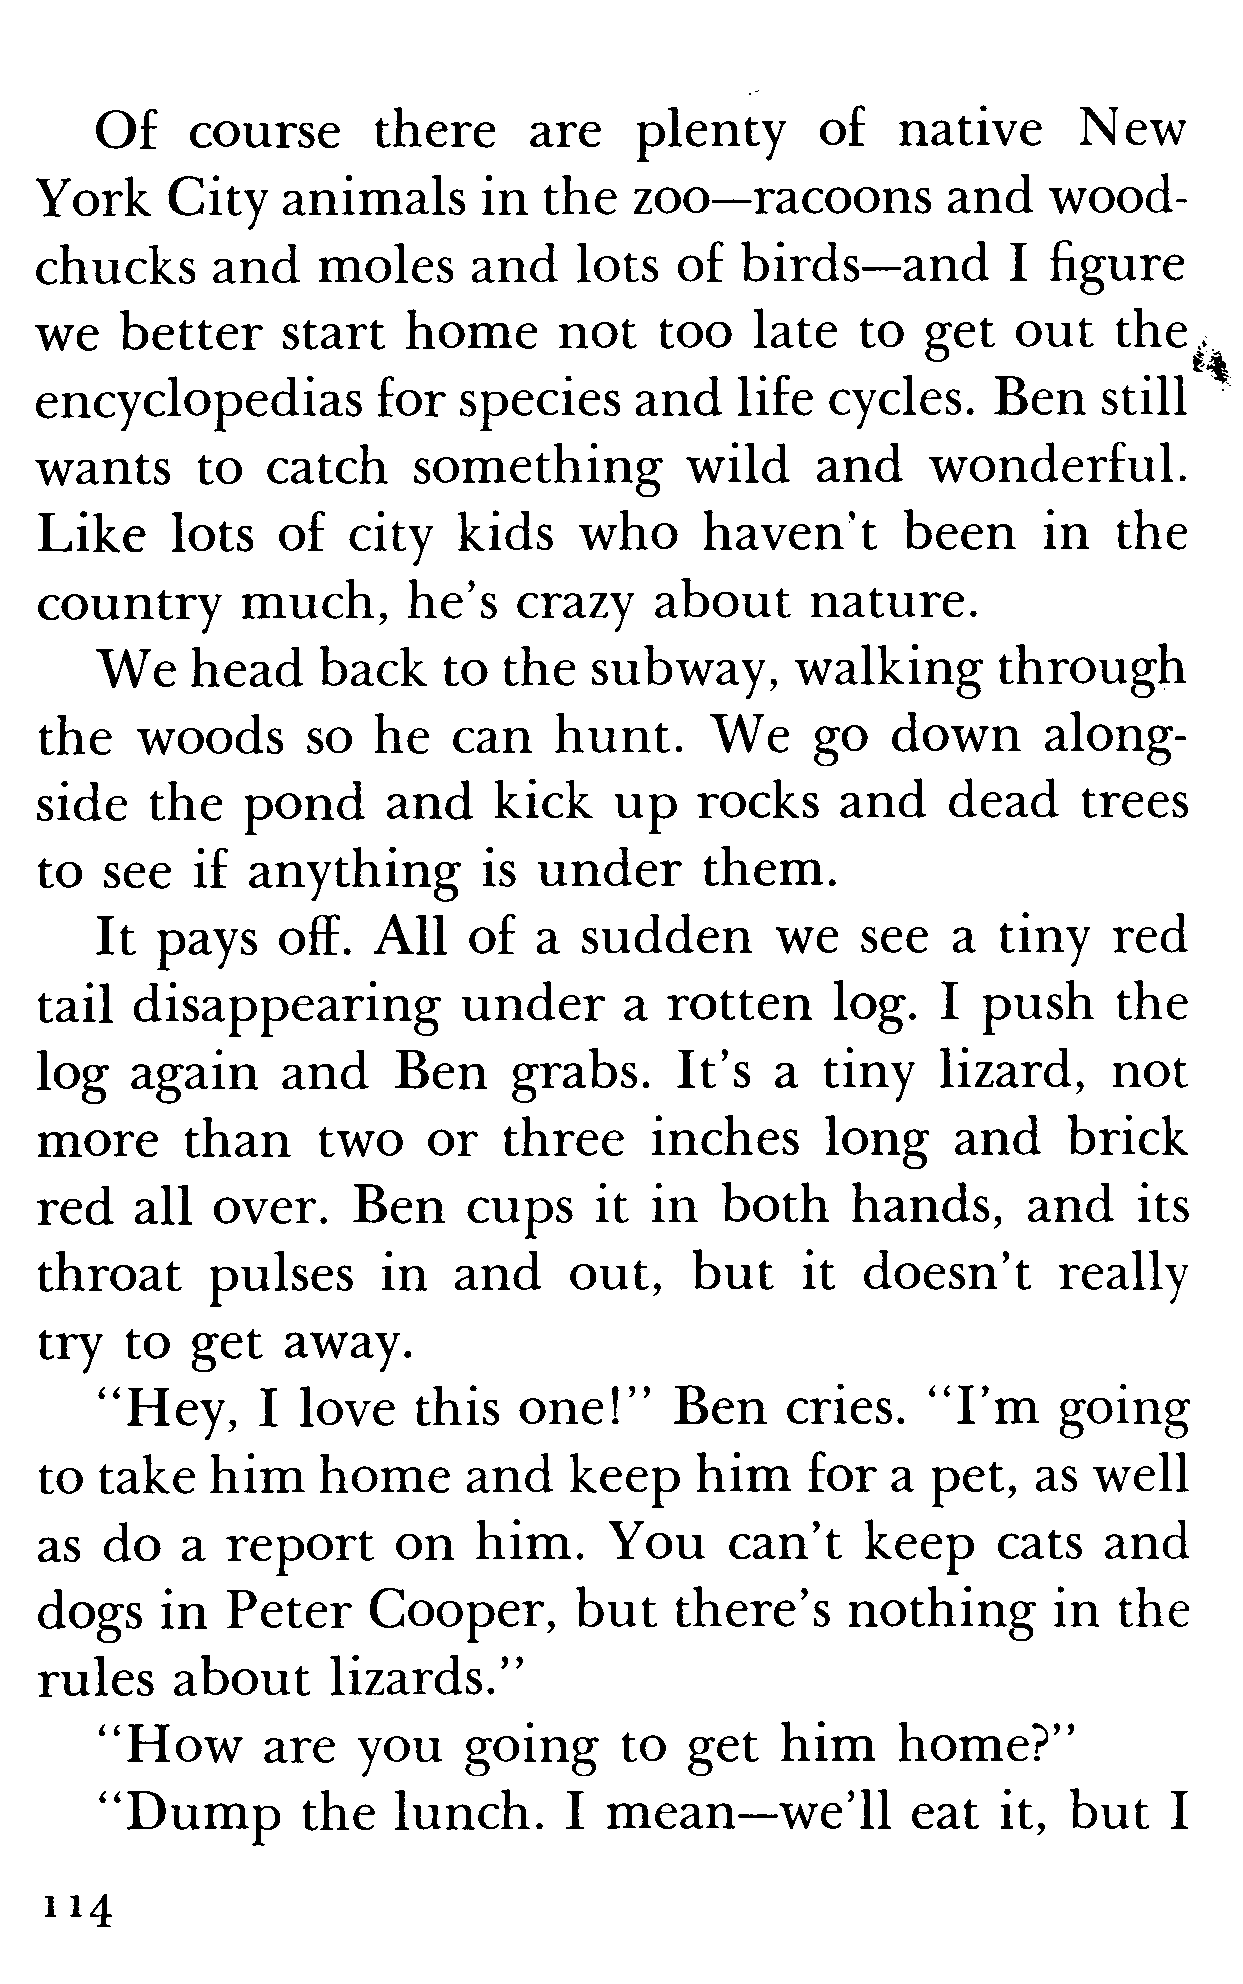 Of course there are plenty of native New
York City animals in the zoo—racoons and wood-
chucks and moles and lots of birds—and I figure
we better start home not too late to get out the
encyclopedias for species and life cycles. Ben still
wants to catch something wild and wonderful.
Like lots of city kids who haven't been in the
country much, he's crazy about nature.
We head back to the subway, walking through
the woods so he can hunt. We go down along-
side the pond and kick up rocks and dead trees
to see if anything is under them.
It pays off. All of a sudden we see a tiny red
tail disappearing under a rotten log. I push the
log again and Ben grabs. It's a tiny lizard, not
more than two or three inches long and brick
red all over. Ben cups it in both hands, and its
throat pulses in and out, but it doesn't really
try to get away.
"Hey, I love this one!" Ben cries. "I'm going
to take him home and keep him for a pet, as well
as do a report on him. You can't keep cats and
dogs in Peter Cooper, but there's nothing in the
rules about lizards."
"How are you going to get him home?"
"Dump the lunch. I mean—we'll eat it, but I
114